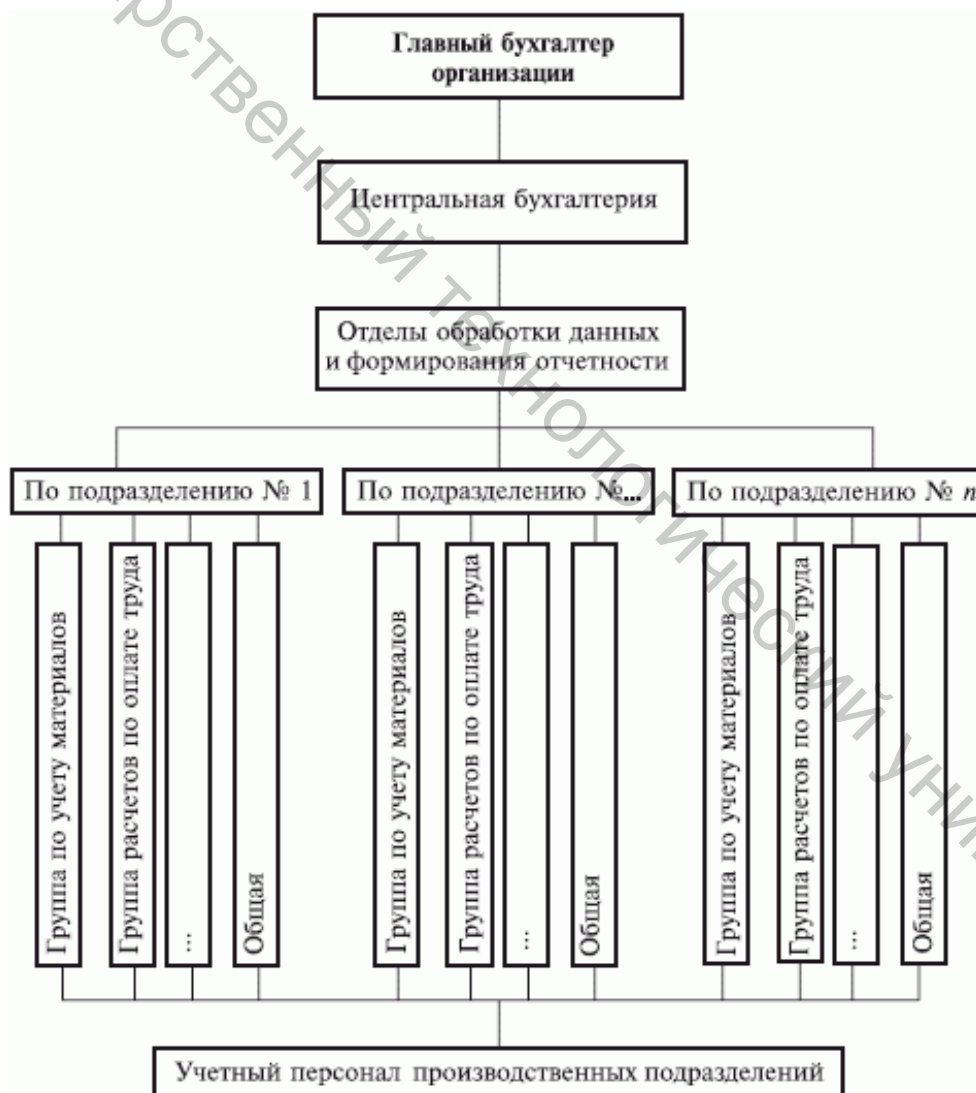 Главный бухгалтер
организации
Центральная бухгалтерия
Отделы обработки данных
и формирования отчетности
По подразделению № 1
По подразделению №...
По подразделению № n
Группа по учету материалов
Группа расчетов по оплате труда
...
Общая
Группа по учету материалов
Группа расчетов по оплате труда
...
Общая
Группа по учету материалов
Группа расчетов по оплате труда
...
Общая
Учетный персонал производственных подразделений
технологический